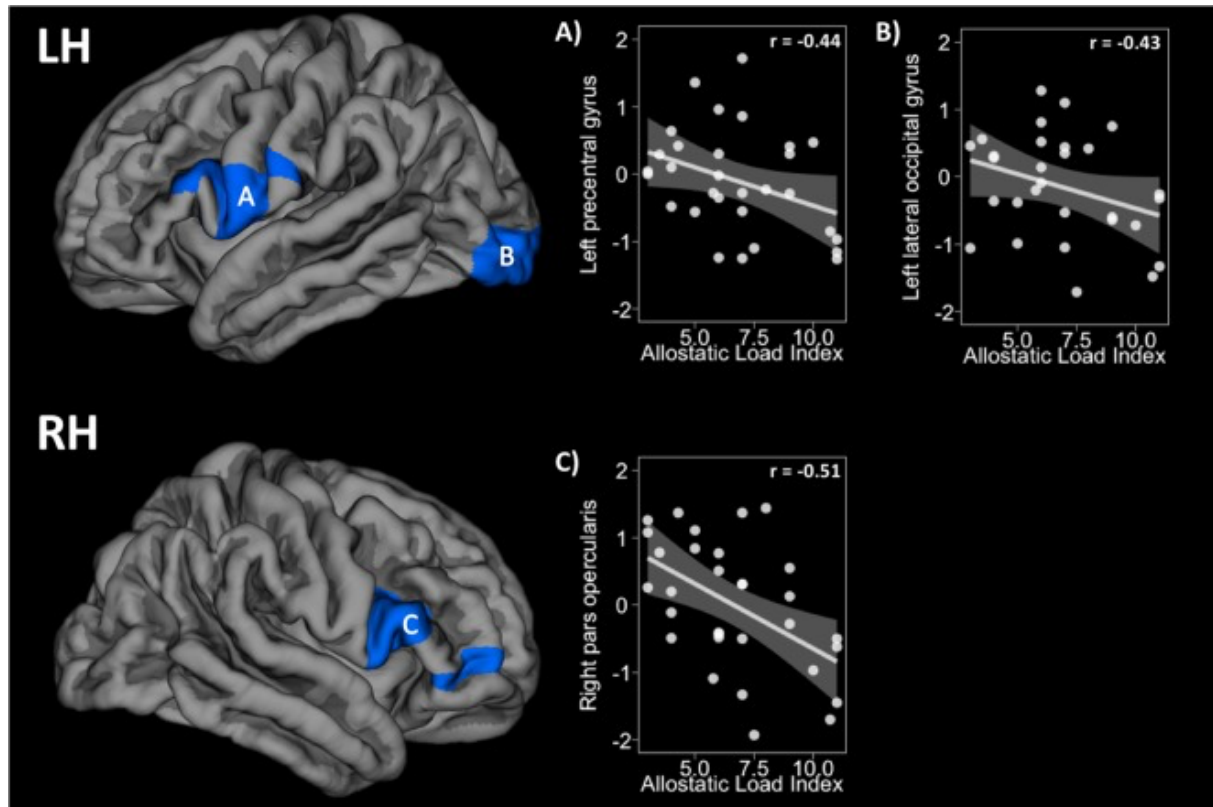 LH
A
B
A)
r = -0.44
Left precentral gyrus
2
1
0
-1
-2
5.0 7.5 10.0
Allostatic Load Index
B)
r = -0.43
Left lateral occipital gyrus
2
1
0
-1
-2
5.0 7.5 10.0
Allostatic Load Index
RH
C
C)
r = -0.51
Right pars opercularis
2
1
0
-1
-2
5.0 7.5 10.0
Allostatic Load Index